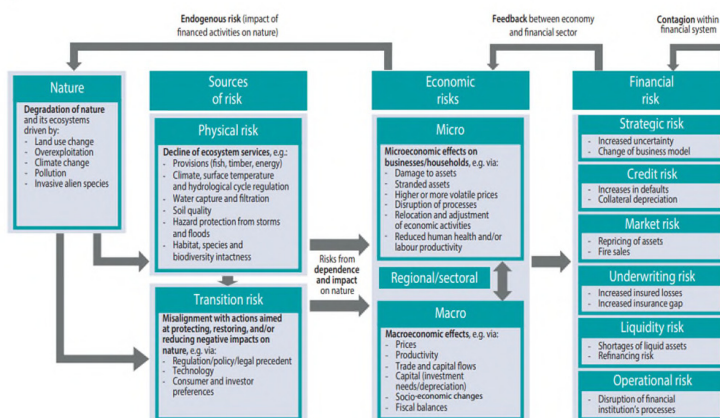 Endogenous risk (impact of
financed activities on nature)
Feedback between economy
and financial sector
Contagion within
financial system
Nature
Degradation of nature
and its ecosystems
driven by:
- Land use change
- Overexploitation
- Climate change
- Pollution
- Invasive alien species
Sources
of risk
Physical risk
Decline of ecosystem services, e.g.:
- Provisions (fish, timber, energy)
- Climate, surface temperature
and hydrological cycle regulation
- Water capture and filtration
- Soil quality
- Hazard protection from storms
and floods
- Habitat, species and
biodiversity intactness
Transition risk
Misalignment with actions aimed
at protecting, restoring, and/or
reducing negative impacts on
nature, e.g. via:
- Regulation/policy/legal precedent
- Technology
- Consumer and investor
preferences
Risks from
dependence
and impact
on nature
Economic
risks
Micro
Microeconomic effects on
businesses/households, e.g. via:
- Damage to assets
- Stranded assets
- Higher or more volatile prices
- Disruption of processes
- Relocation and adjustment
of economic activities
- Reduced human health and/or
labour productivity
Regional/sectoral
Macro
Macroeconomic effects, e.g. via:
- Prices
- Productivity
- Trade and capital flows
- Capital (investment
needs/depreciation)
- Socio-economic changes
- Fiscal balances
Financial
risk
Strategic risk
- Increased uncertainty
- Change of business model
Credit risk
- Increases in defaults
- Collateral depreciation
Market risk
- Repricing of assets
- Fire sales
Underwriting risk
- Increased insured losses
- Increased insurance gap
Liquidity risk
- Shortages of liquid assets
- Refinancing risk
Operational risk
- Disruption of financial
institution's processes